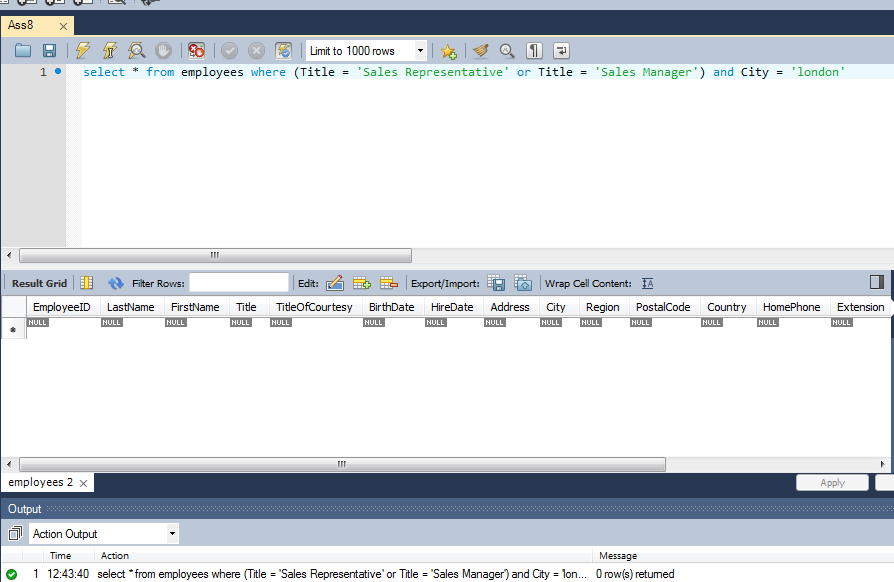 Ass8
Limit to 1000 rows
1 select * from employees where (Title = 'Sales Representative' or Title = 'Sales Manager') and City = 'london'
Result Grid Filter Rows: Edit: Export/Import: Wrap Cell Content:
EmployeeID LastName FirstName Title TitleOfCourtesy BirthDate HireDate Address City Region PostalCode Country HomePhone Extension
NULL NULL NULL NULL NULL NULL NULL NULL NULL NULL NULL NULL NULL NULL
employees 2 Apply
Output
Action Output
Time Action Message
1 12:43:40 select * from employees where (Title = 'Sales Representative' or Title = 'Sales Manager') and City = 'lon... 0 row(s) returned